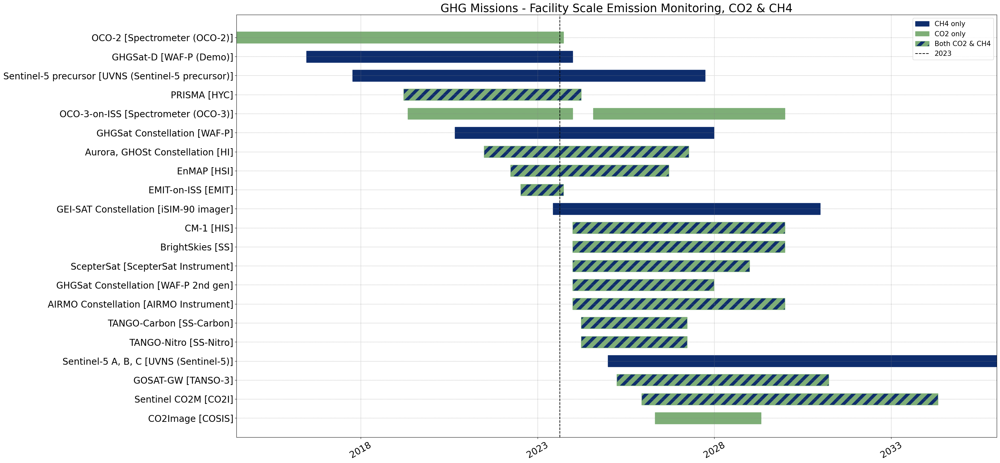 GHG Missions - Facility Scale Emission Monitoring, CO2 & CH4
CH4 only
CO2 only
Both CO2 & CH4
2023
OCO-2 [Spectrometer (OCO-2)]
GHGSat-D [WAF-P (Demo)]
Sentinel-5 precursor [UVNS (Sentinel-5 precursor)]
PRISMA [HYC]
OCO-3-on-ISS [Spectrometer (OCO-3)]
GHGSat Constellation [WAF-P]
Aurora, GHOSt Constellation [HI]
EnMAP [HSI]
EMIT-on-ISS [EMIT]
GEI-SAT Constellation [iSIM-90 imager]
CM-1 [HIS]
BrightSkies [SS]
ScepterSat [ScepterSat Instrument]
GHGSat Constellation [WAF-P 2nd gen]
AIRMO Constellation [AIRMO Instrument]
TANGO-Carbon [SS-Carbon]
TANGO-Nitro [SS-Nitro]
Sentinel-5 A, B, C [UVNS (Sentinel-5)]
GOSAT-GW [TANSO-3]
Sentinel CO2M [CO2I]
CO2Image [COSIS]
2018
2023
2028
2033